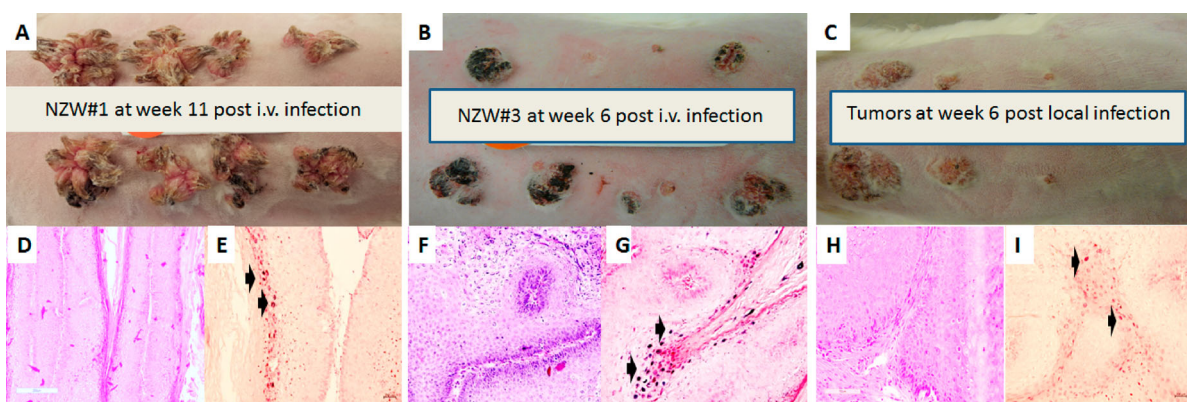 A
B
C
NZW#1 at week 11 post i.v. infection
NZW#3 at week 6 post i.v. infection
Tumors at week 6 post local infection
D
E
F
G
H
I